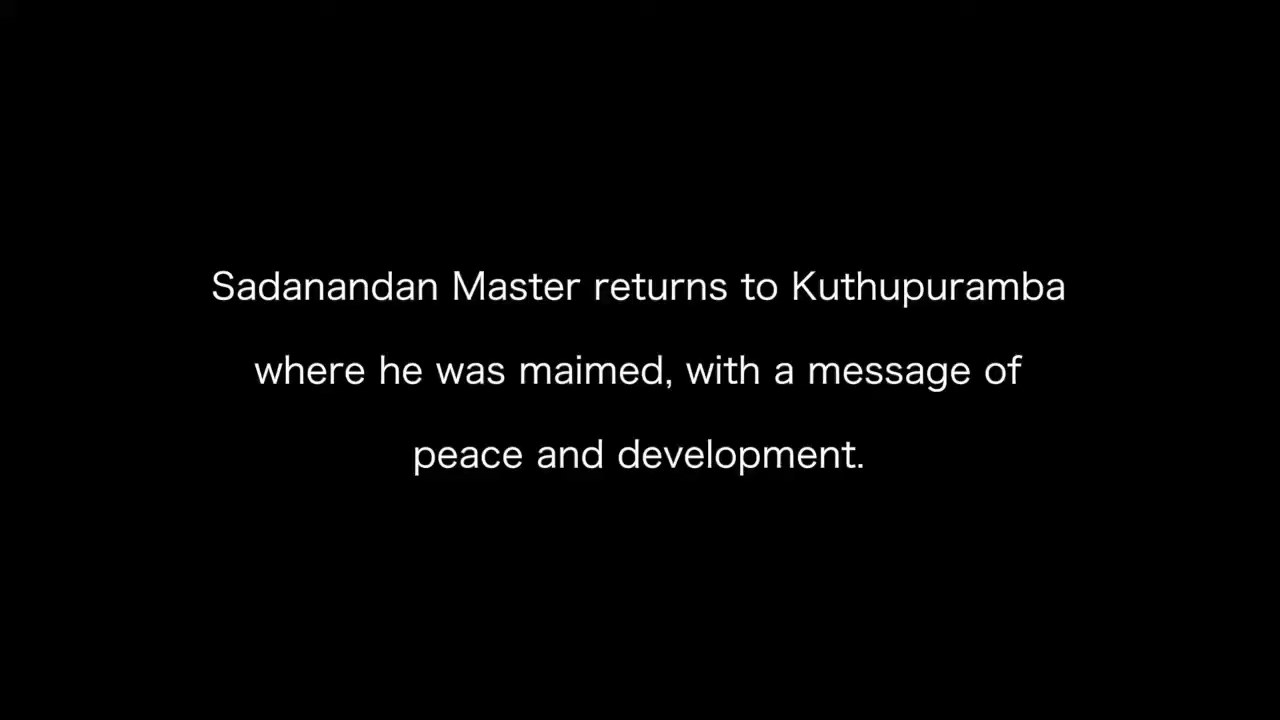 Sadanandan Master returns to Kuthupuramba
where he was maimed, with a message of
peace and development.